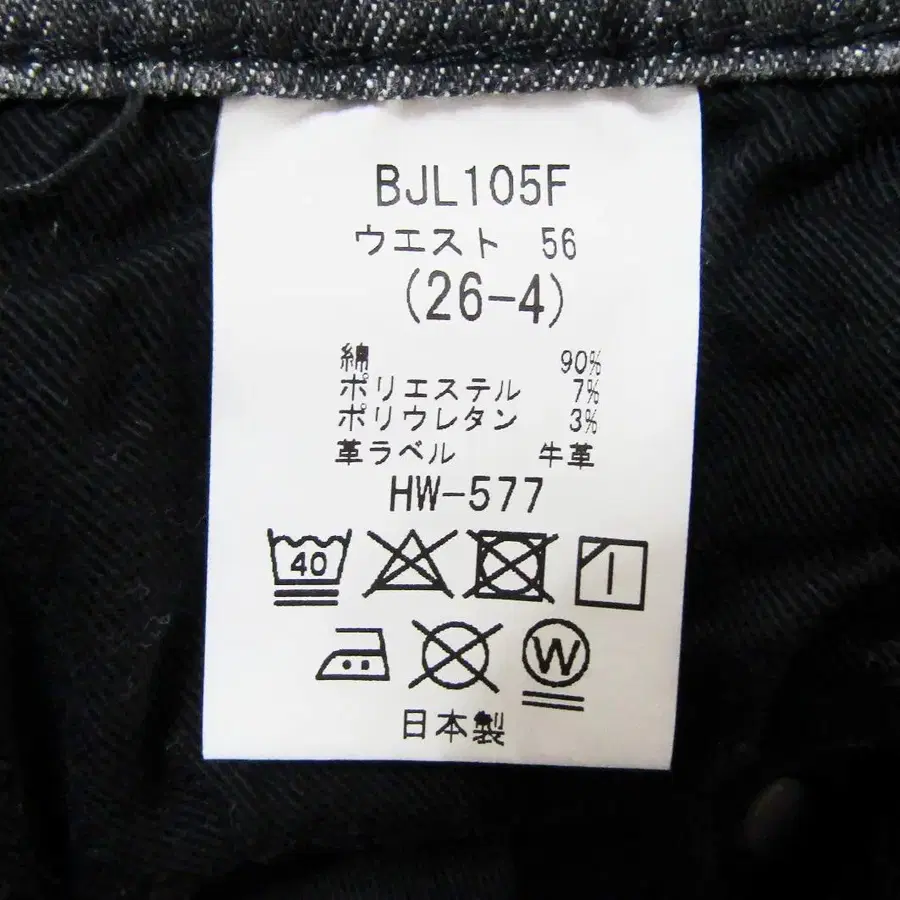 BJL105F
ウエスト 56
(26-4)
綿 90%
ポリエステル 7%
ポリウレタン 3%
革ラベル 牛革
HW-577
40
W
日本製